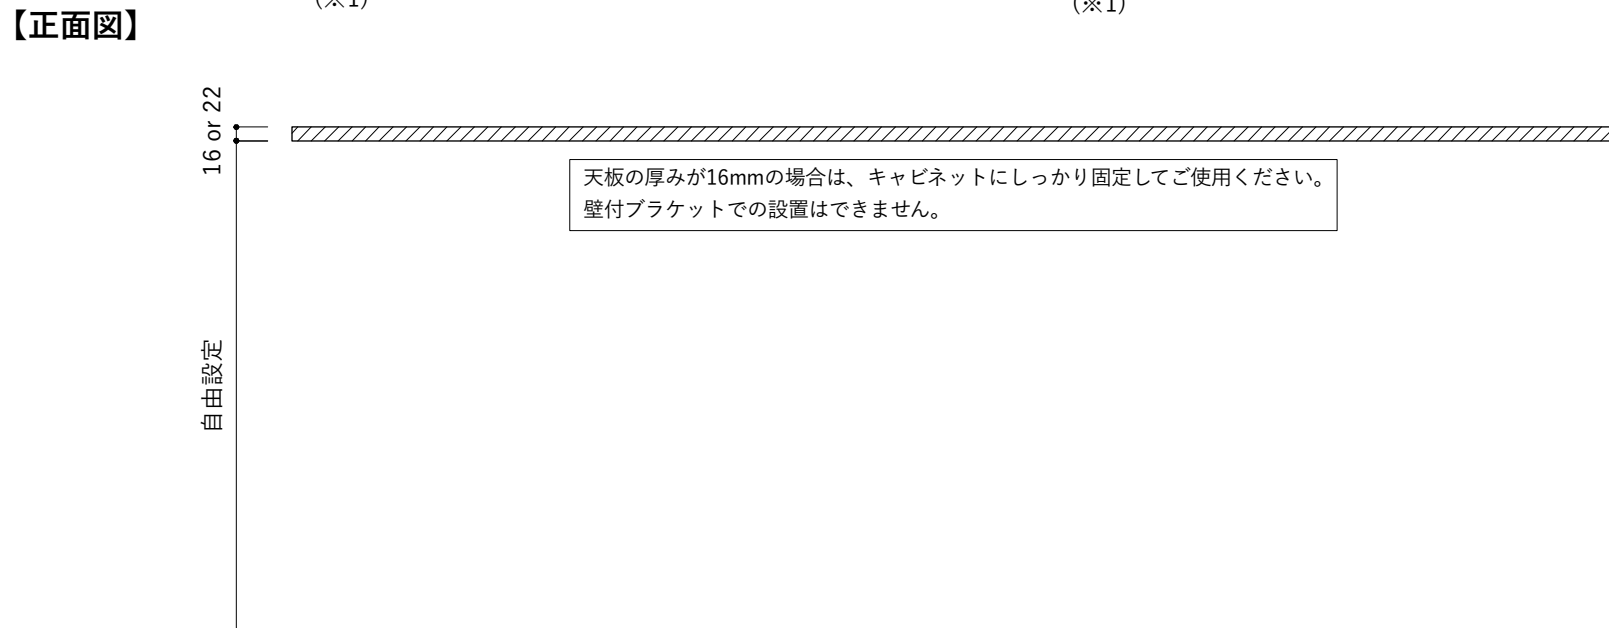 (※1)
(※1)
【正面図】
16 or 22
天板の厚みが16mmの場合は、キャビネットにしっかり固定してご使用ください。
壁付ブラケットでの設置はできません。
自由設定